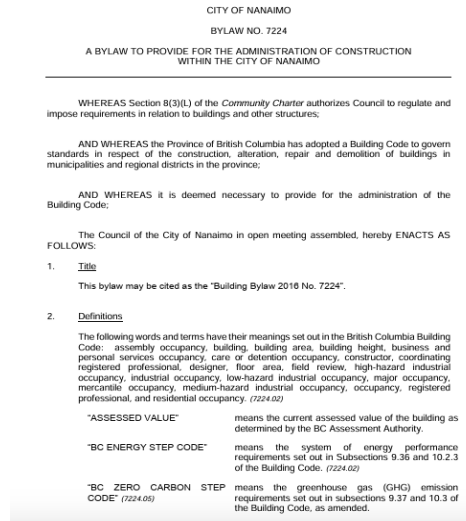 CITY OF NANAIMO
BYLAW NO. 7224
A BYLAW TO PROVIDE FOR THE ADMINISTRATION OF CONSTRUCTION
WITHIN THE CITY OF NANAIMO
WHEREAS Section 8(3)(L) of the Community Charter authorizes Council to regulate and
impose requirements in relation to buildings and other structures;
AND WHEREAS the Province of British Columbia has adopted a Building Code to govern
standards in respect of the construction, alteration, repair and demolition of buildings in
municipalities and regional districts in the province;
AND WHEREAS it is deemed necessary to provide for the administration of the
Building Code;
The Council of the City of Nanaimo in open meeting assembled, hereby ENACTS AS
FOLLOWS:
1. Title
This bylaw may be cited as the "Building Bylaw 2016 No. 7224".
2. Definitions
The following words and terms have their meanings set out in the British Columbia Building
Code: assembly occupancy, building, building area, building height, business and
personal services occupancy, care or detention occupancy, constructor, coordinating
registered professional, designer, floor area, field review, high-hazard industrial
occupancy, industrial occupancy, low-hazard industrial occupancy, major occupancy,
mercantile occupancy, medium-hazard industrial occupancy, occupancy, registered
professional, and residential occupancy. (7224.02)
"ASSESSED VALUE" means the current assessed value of the building as
determined by the BC Assessment Authority.
"BC ENERGY STEP CODE" means the system of energy performance
requirements set out in Subsections 9.36 and 10.2.3
of the Building Code. (7224.02)
"BC ZERO CARBON STEP means the greenhouse gas (GHG) emission
CODE" (7224.05) requirements set out in subsections 9.37 and 10.3 of
the Building Code, as amended.